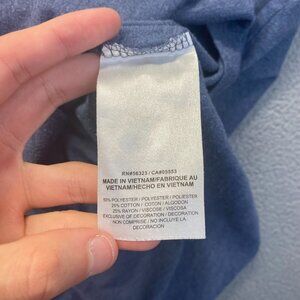 RN#56323 / CA#05553
MADE IN VIETNAM/FABRIQUE AU
VIETNAM/HECHO EN VIETNAM
50% POLYESTER / POLYESTER / POLIESTER
25% COTTON / COTON / ALGODON
25% RAYON / VISCOSE / VISCOSA
EXCLUSIVE OF DECORATION / DECORATION
NON COMPRISE / NO INCLUYE LA
DECORACION